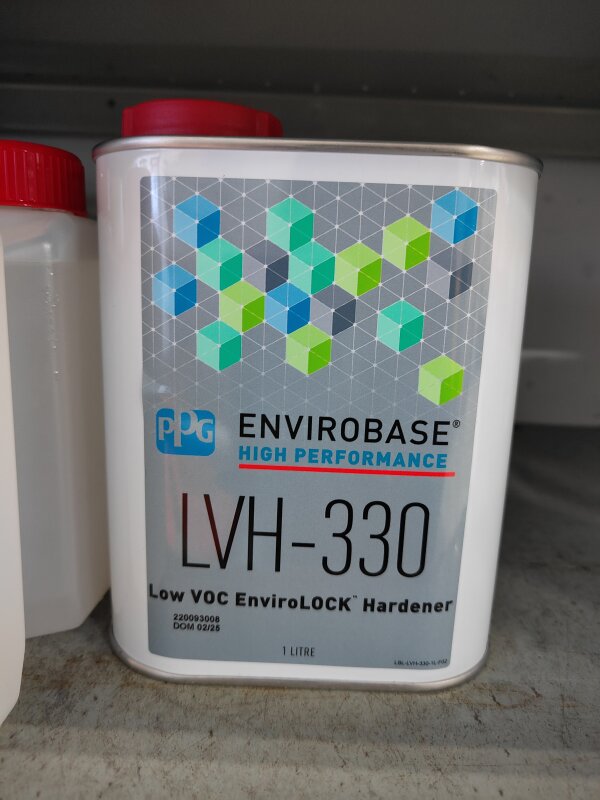 PPG
ENVIROBASE®
HIGH PERFORMANCE
LVH-330
Low VOC EnviroLOCK™ Hardener
220093008
DOM 02/25
1 LITRE